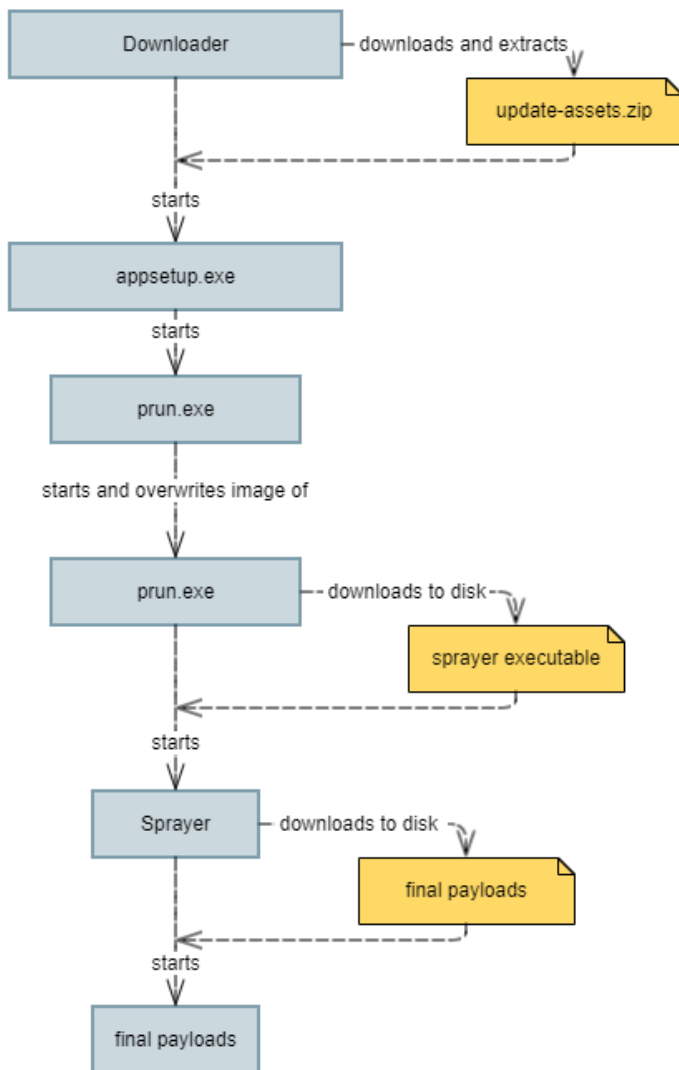 Downloader
downloads and extracts
update-assets.zip
starts
appsetup.exe
starts
prun.exe
starts and overwrites image of
prun.exe
downloads to disk
sprayer executable
starts
Sprayer
downloads to disk
final payloads
starts
final payloads